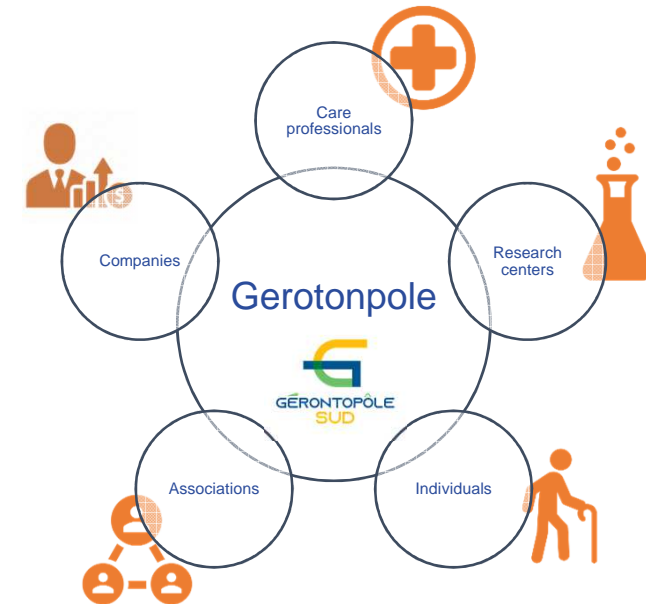 Care
professionals
Companies
Research
centers
Gerotonpole
GÉRONTOPÔLE
SUD
Associations
Individuals
$